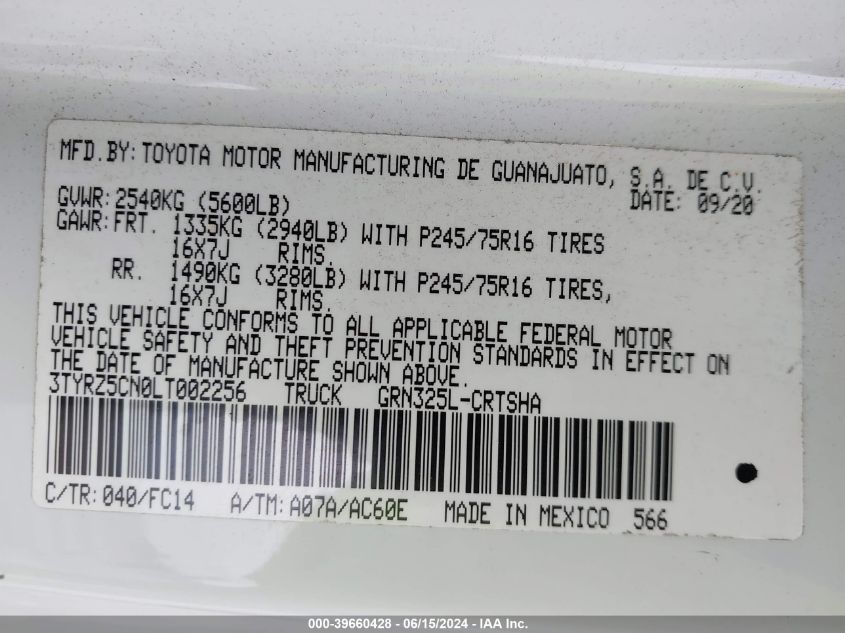 MFD.BY:TOYOTA MOTOR MANUFACTURING DE GUANAJUATO, S.A. DE C.V.
GVWR:2540KG (5600LB) DATE: 09/20
GAWR:FRT. 1335KG (2940LB) WITH P245/75R16 TIRES
16X7J RIMS,
RR. 1490KG (3280LB) WITH P245/75R16 TIRES,
16X7J RIMS,
THIS VEHICLE CONFORMS TO ALL APPLICABLE FEDERAL MOTOR
VEHICLE SAFETY AND THEFT PREVENTION STANDARDS IN EFFECT ON
THE DATE OF MANUFACTURE SHOWN ABOVE.
3TYRZ5CN0LT002256 TRUCK GRN325L-CRTSHA
C/TR:040/FC14 A/TM:A07A/AC60E MADE IN MEXICO 566
000-39660428 - 06/15/2024 - IAA Inc.